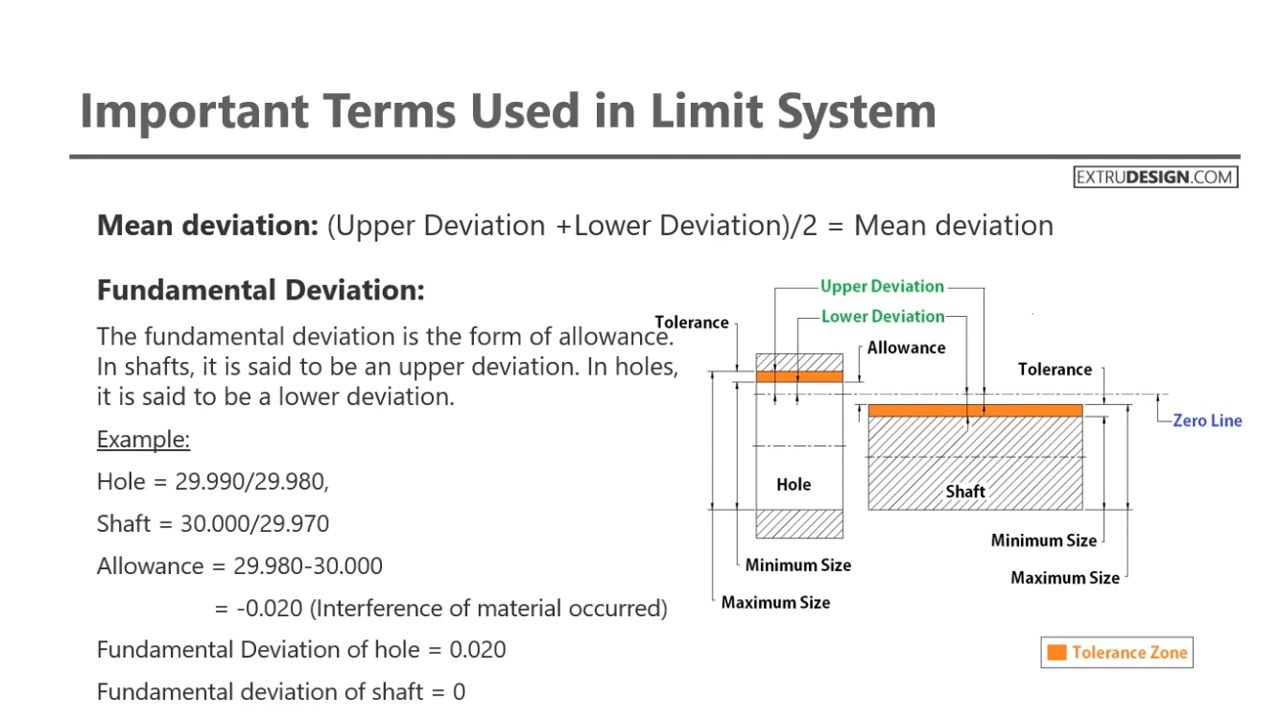 Important Terms Used in Limit System
EXTRUDESIGN.COM
Mean deviation: (Upper Deviation +Lower Deviation)/2 = Mean deviation
Fundamental Deviation:
The fundamental deviation is the form of allowance.
In shafts, it is said to be an upper deviation. In holes,
it is said to be a lower deviation.
Example:
Hole = 29.990/29.980,
Shaft = 30.000/29.970
Allowance = 29.980-30.000
= -0.020 (Interference of material occurred)
Fundamental Deviation of hole = 0.020
Fundamental deviation of shaft = 0
Upper Deviation
Lower Deviation
Tolerance
Allowance
Tolerance
Zero Line
Hole
Shaft
Minimum Size
Minimum Size
Maximum Size
Maximum Size
Tolerance Zone